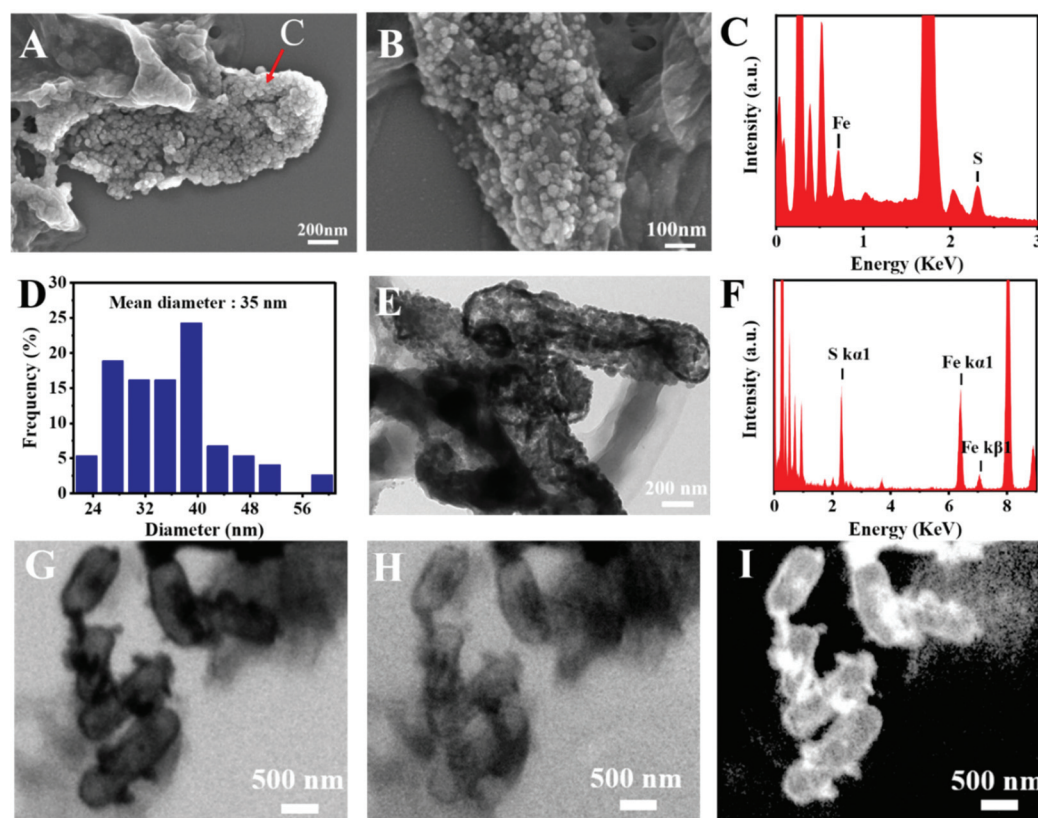 A
C
200nm
B
100nm
C
Intensity (a.u.)
Fe
S
0
1
2
3
Energy (KeV)
D
Mean diameter : 35 nm
Frequency (%)
30
25
20
15
10
5
0
24
32
40
48
56
Diameter (nm)
E
200 nm
F
Intensity (a.u.)
S kα1
Fe kα1
Fe kβ1
0
2
4
6
8
Energy (KeV)
G
500 nm
H
500 nm
I
500 nm